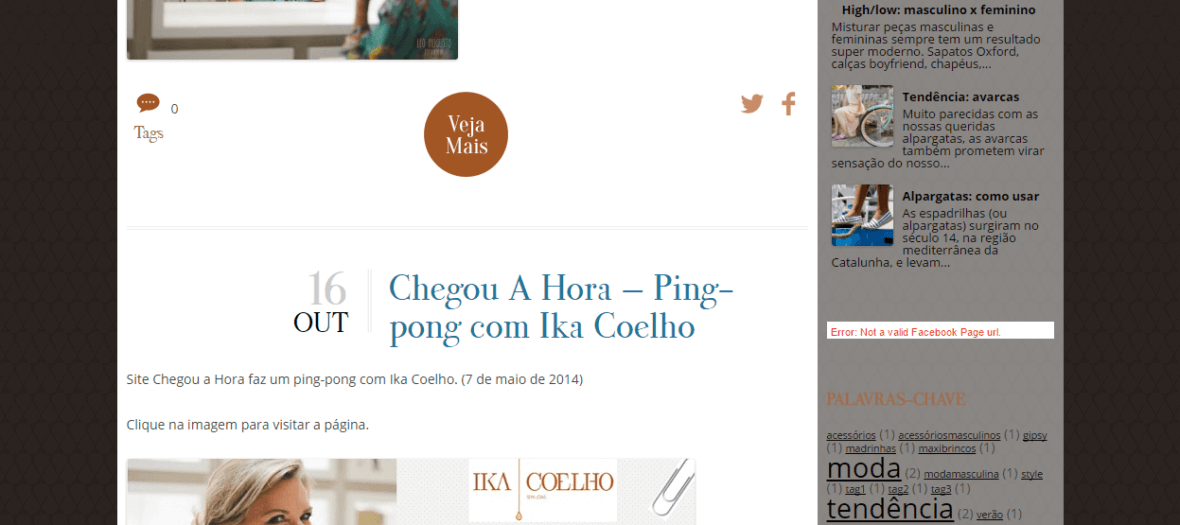 LEO AUGUSTO
0
Tags
Veja
Mais
16
OUT
Chegou A Hora – Ping-
pong com Ika Coelho
Site Chegou a Hora faz um ping-pong com Ika Coelho. (7 de maio de 2014)
Clique na imagem para visitar a página.
IKA COELHO
High/low: masculino x feminino
Misturar peças masculinas e
femininas sempre tem um resultado
super moderno. Sapatos Oxford,
calças boyfriend, chapéus,...
Tendência: avarcas
Muito parecidas com as
nossas queridas
alpargatas, as avarcas
também prometem virar
sensação do nosso...
Alpargatas: como usar
As espadrilhas (ou
alpargatas) surgiram no
século 14, na região
mediterrânea da
Catalunha, e levam...
Error: Not a valid Facebook Page url.
PALAVRAS-CHAVE
acessórios (1) acessóriosmasculinos (1) gipsy
(1) madrinhas (1) maxibrincos (1)
moda (2) modamasculina (1) style
(1) tag1 (1) tag2 (1) tag3 (1)
tendência (2) verão (1)